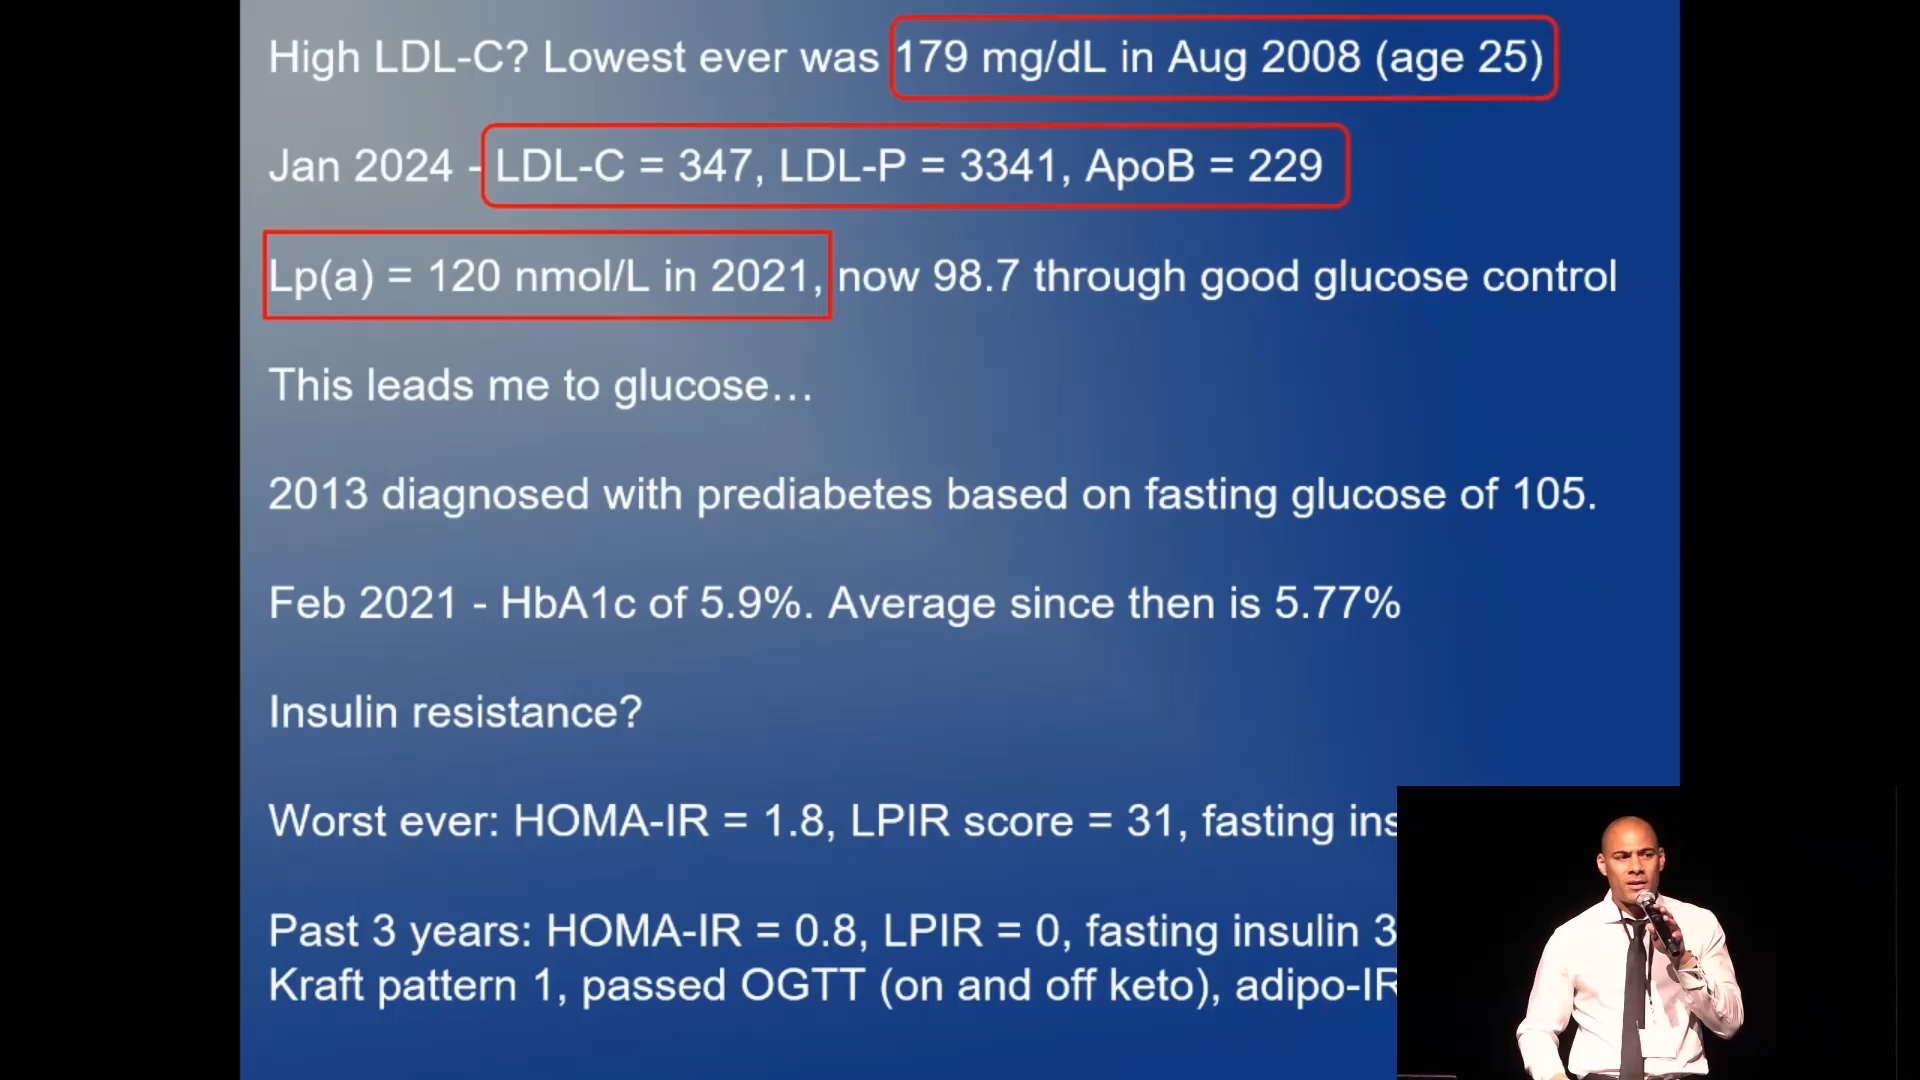 High LDL-C? Lowest ever was 179 mg/dL in Aug 2008 (age 25)
Jan 2024 - LDL-C = 347, LDL-P = 3341, ApoB = 229
Lp(a) = 120 nmol/L in 2021, now 98.7 through good glucose control
This leads me to glucose…
2013 diagnosed with prediabetes based on fasting glucose of 105.
Feb 2021 - HbA1c of 5.9%. Average since then is 5.77%
Insulin resistance?
Worst ever: HOMA-IR = 1.8, LPIR score = 31, fasting
Past 3 years: HOMA-IR = 0.8, LPIR = 0, fasting insulin 3
Kraft pattern 1, passed OGTT (on and off keto), adipo-IR